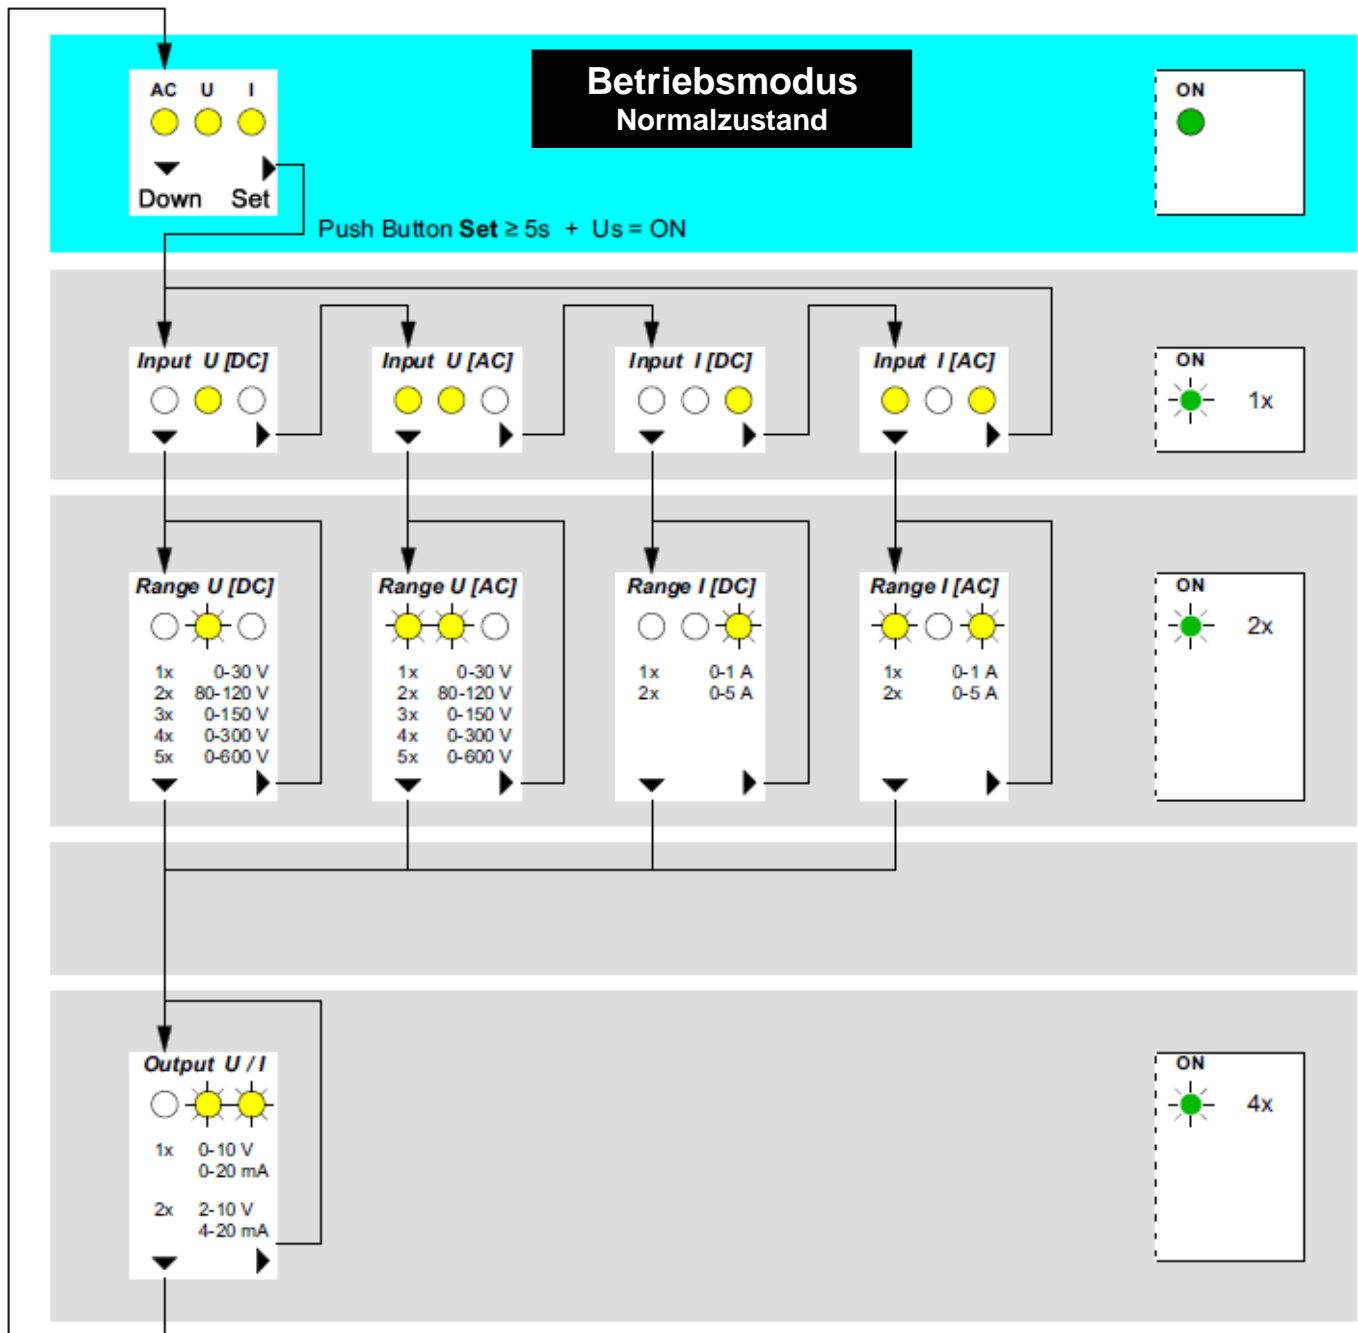 Betriebsmodus
Normalzustand
AC U I
Down Set
ON
Push Button Set ≥ 5s + Us = ON
Input U [DC]
Input U [AC]
Input I [DC]
Input I [AC]
ON
1x
Range U [DC]
1x 0-30 V
2x 80-120 V
3x 0-150 V
4x 0-300 V
5x 0-600 V
Range U [AC]
1x 0-30 V
2x 80-120 V
3x 0-150 V
4x 0-300 V
5x 0-600 V
Range I [DC]
1x 0-1 A
2x 0-5 A
Range I [AC]
1x 0-1 A
2x 0-5 A
ON
2x
Output U / I
1x 0-10 V
0-20 mA
2x 2-10 V
4-20 mA
ON
4x